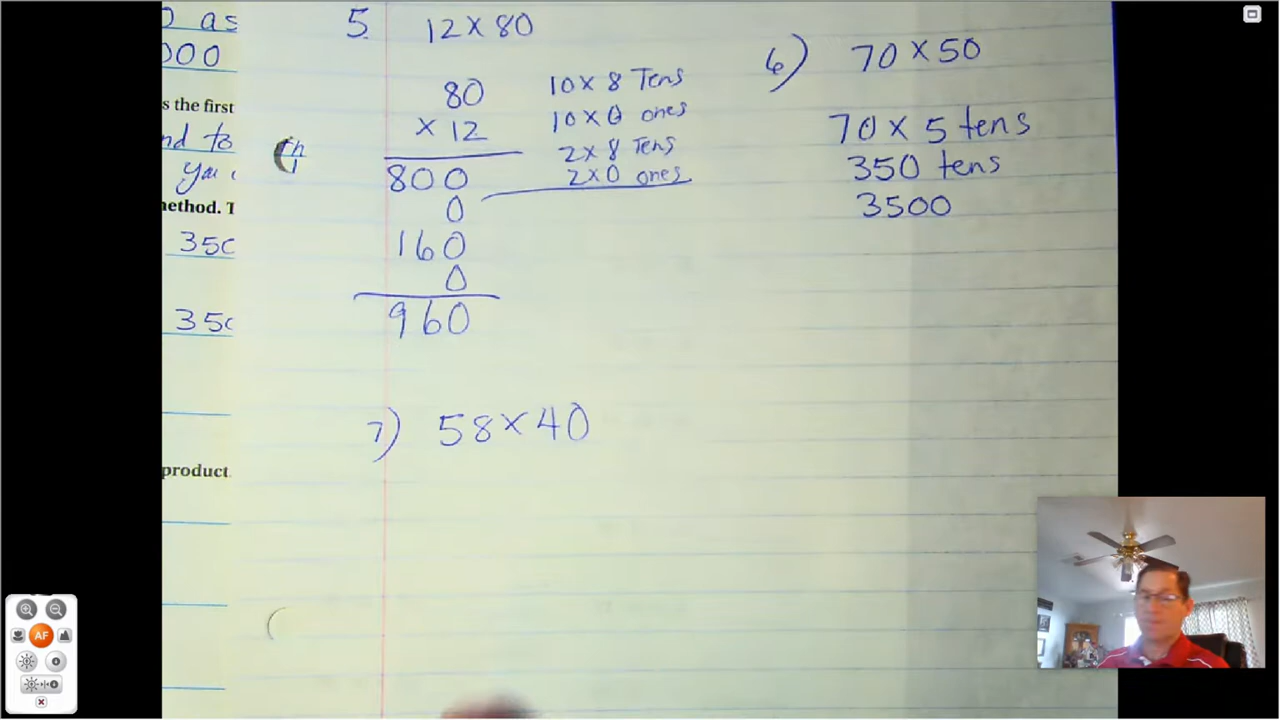 as
000
s the first
nd to
you
ethod. T
350
350
product
5. 12 x 80
80
x 12
800
0
160
0
960
10 x 8 Tens
10 x 0 ones
2 x 8 Tens
2 x 0 ones
6) 70 x 50
70 x 5 tens
350 tens
3500
7) 58 x 40
AF